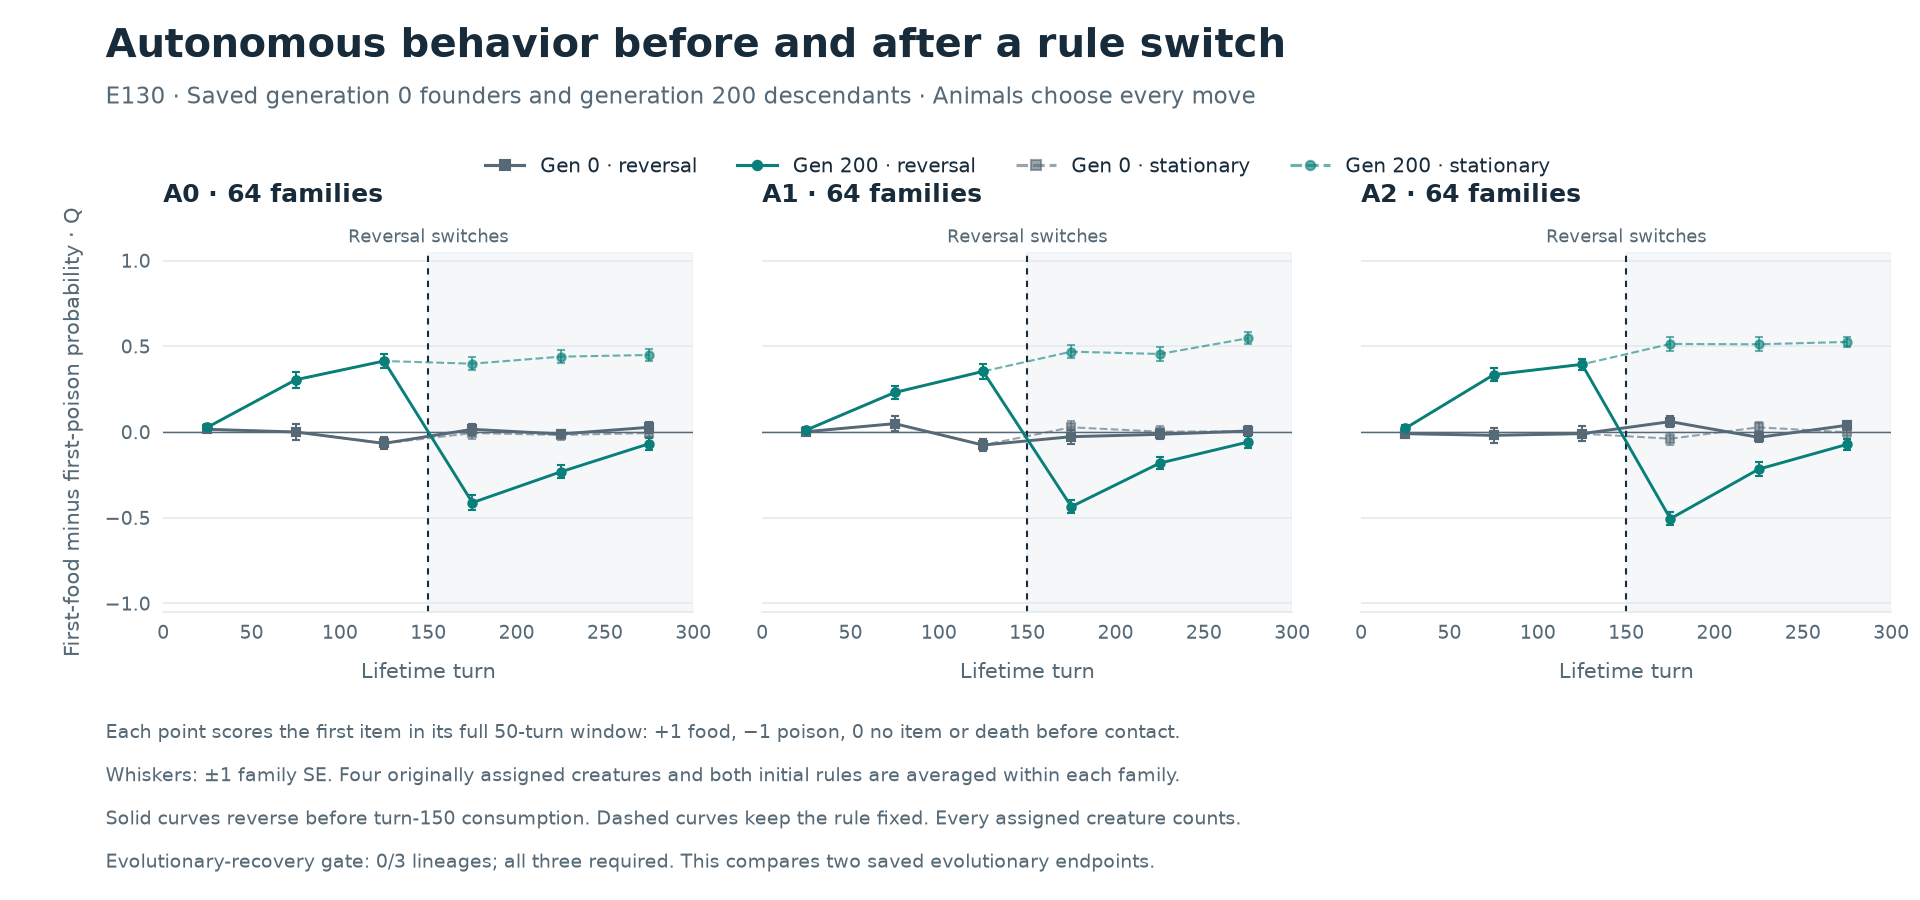 Autonomous behavior before and after a rule switch
E130 · Saved generation 0 founders and generation 200 descendants · Animals choose every move
Gen 0 · reversal
Gen 200 · reversal
Gen 0 · stationary
Gen 200 · stationary
A0 · 64 families
A1 · 64 families
A2 · 64 families
Reversal switches
Reversal switches
Reversal switches
First-food minus first-poison probability · Q
1.0
0.5
0.0
−0.5
−1.0
0 50 100 150 200 250 300
0 50 100 150 200 250 300
0 50 100 150 200 250 300
Lifetime turn
Lifetime turn
Lifetime turn
Each point scores the first item in its full 50-turn window: +1 food, −1 poison, 0 no item or death before contact.
Whiskers: ±1 family SE. Four originally assigned creatures and both initial rules are averaged within each family.
Solid curves reverse before turn-150 consumption. Dashed curves keep the rule fixed. Every assigned creature counts.
Evolutionary-recovery gate: 0/3 lineages; all three required. This compares two saved evolutionary endpoints.